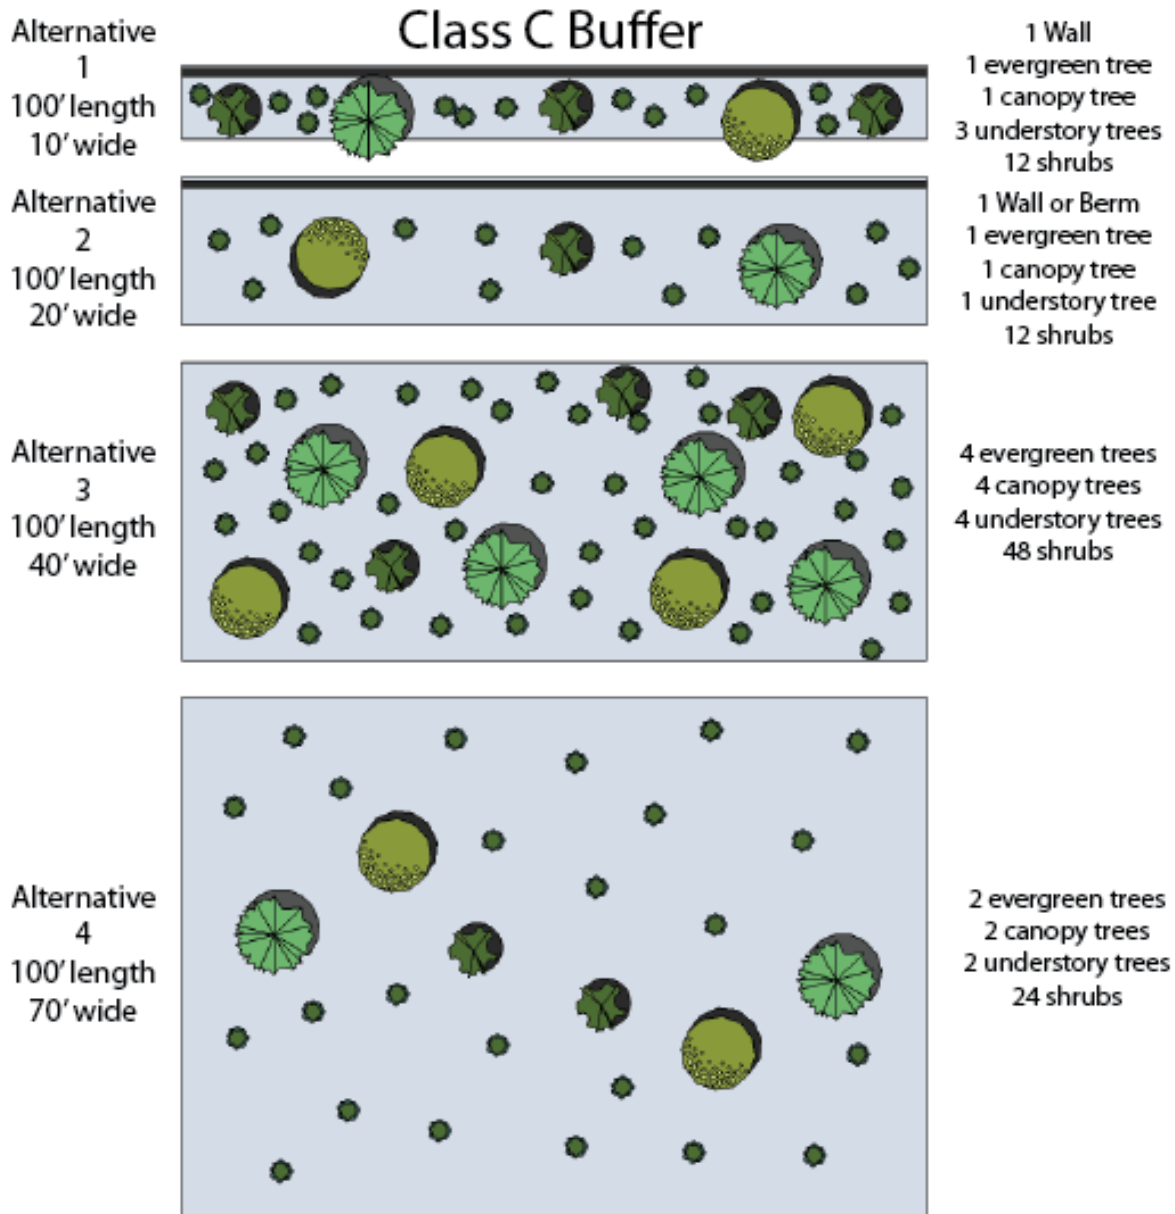 Class C Buffer
Alternative
1
100' length
10' wide
1 Wall
1 evergreen tree
1 canopy tree
3 understory trees
12 shrubs
Alternative
2
100' length
20' wide
1 Wall or Berm
1 evergreen tree
1 canopy tree
1 understory tree
12 shrubs
Alternative
3
100' length
40' wide
4 evergreen trees
4 canopy trees
4 understory trees
48 shrubs
Alternative
4
100' length
70' wide
2 evergreen trees
2 canopy trees
2 understory trees
24 shrubs